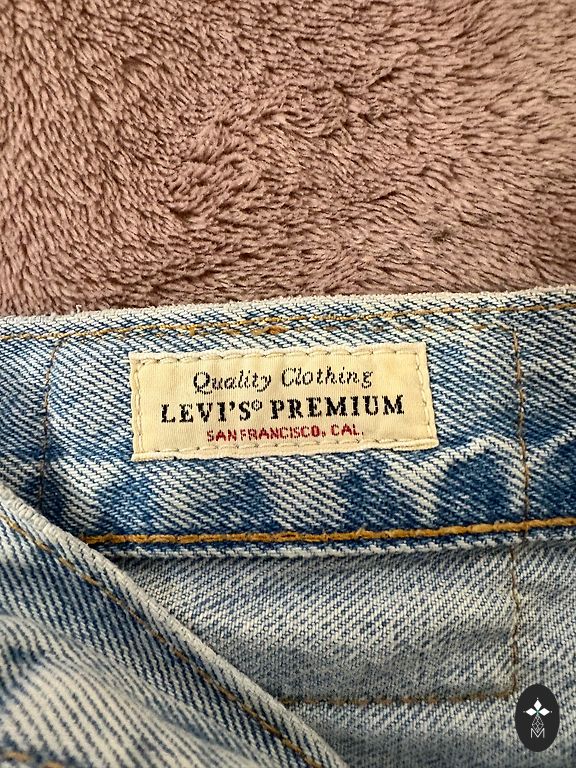 Quality Clothing
LEVI'S® PREMIUM
SAN FRANCISCO, CAL.
M